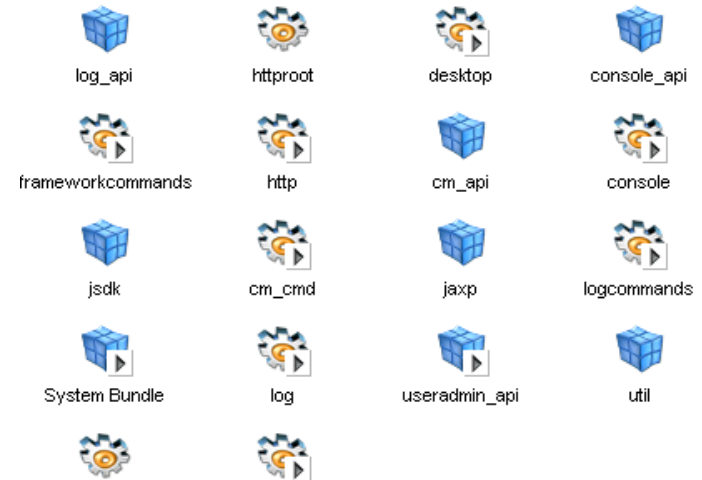 log_api
httproot
desktop
console_api
frameworkcommands
http
cm_api
console
jsdk
cm_cmd
jaxp
logcommands
System Bundle
log
useradmin_api
util